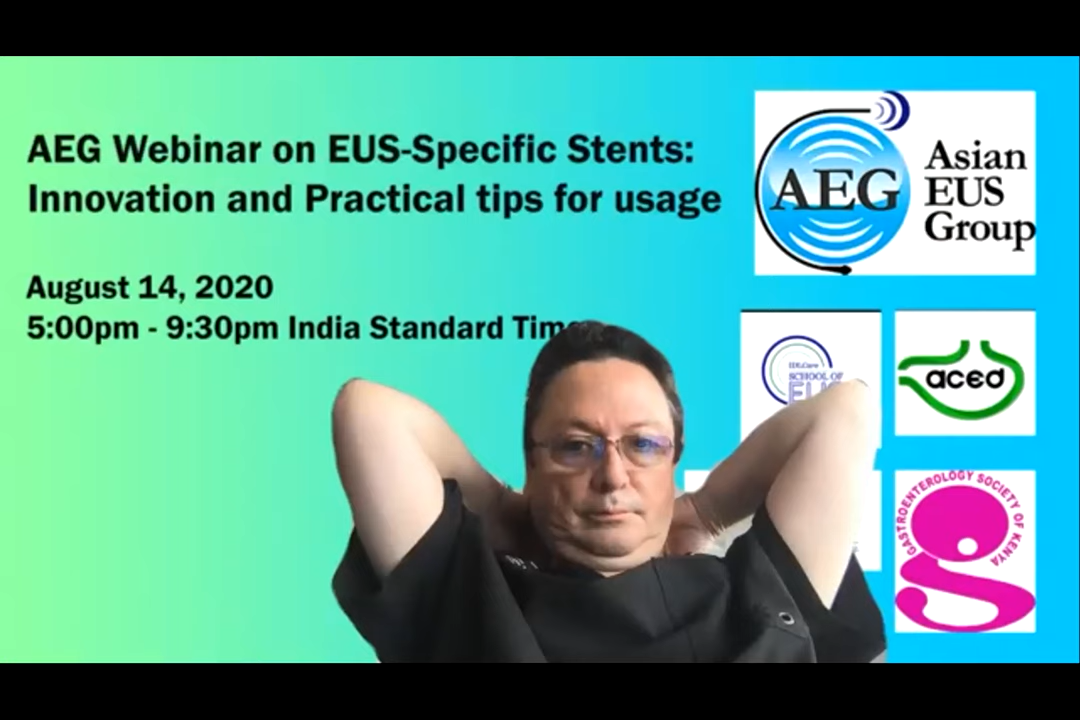 AEG Webinar on EUS-Specific Stents:
Innovation and Practical tips for usage
August 14, 2020
5:00pm - 9:30pm India Standard Time
AEG
Asian
EUS
Group
SCHOOL OF
EUS
aced
GASTROENTEROLOGY SOCIETY OF KENYA